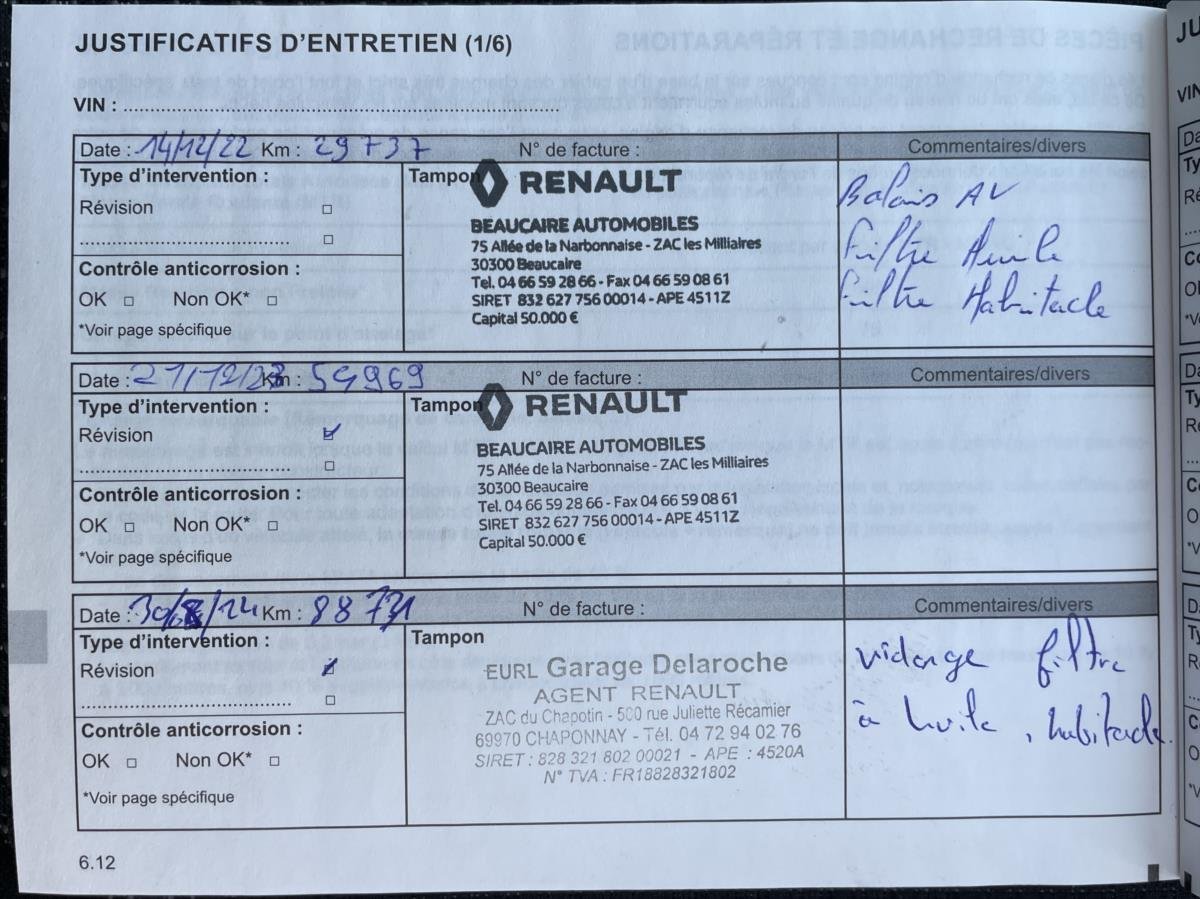 JUSTIFICATIFS D'ENTRETIEN (1/6)
VIN :
Date : 14/12/22 Km : 29 737 N° de facture : Commentaires/divers
Type d'intervention :
Révision
Contrôle anticorrosion :
OK Non OK*
*Voir page spécifique
Tampon
RENAULT
BEAUCAIRE AUTOMOBILES
75 Allée de la Narbonnaise - ZAC les Milliaires
30300 Beaucaire
Tel. 04 66 59 28 66 - Fax 04 66 59 08 61
SIRET 832 627 756 00014 - APE 4511Z
Capital 50.000 €
Balais AV
Filtre Huile
Filtre Habitacle
Date : 21/12/23 Km : 59969 N° de facture : Commentaires/divers
Type d'intervention :
Révision
Contrôle anticorrosion :
OK Non OK*
*Voir page spécifique
Tampon
RENAULT
BEAUCAIRE AUTOMOBILES
75 Allée de la Narbonnaise - ZAC les Milliaires
30300 Beaucaire
Tel. 04 66 59 28 66 - Fax 04 66 59 08 61
SIRET 832 627 756 00014 - APE 4511Z
Capital 50.000 €
Date : Km : N° de facture : Commentaires/divers
Type d'intervention :
Révision
Contrôle anticorrosion :
OK Non OK*
*Voir page spécifique
Tampon
EURL Garage Delaroche
AGENT RENAULT
ZAC du Chapotin - 500 rue Juliette Récamier
69970 CHAPONNAY - Tél. 04 72 94 02 76
SIRET : 828 321 802 00021 - APE : 4520A
N° TVA : FR18828321802
vidange filtre
à huile, habitacle
6.12